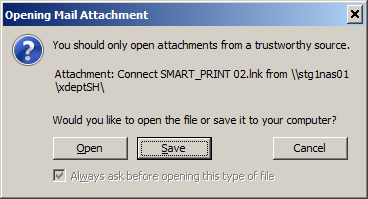 Opening Mail Attachment
You should only open attachments from a trustworthy source.
Attachment: Connect SMART_PRINT 02.lnk from \\stg1nas01
\xdeptSH\
Would you like to open the file or save it to your computer?
Open Save Cancel
Always ask before opening this type of file